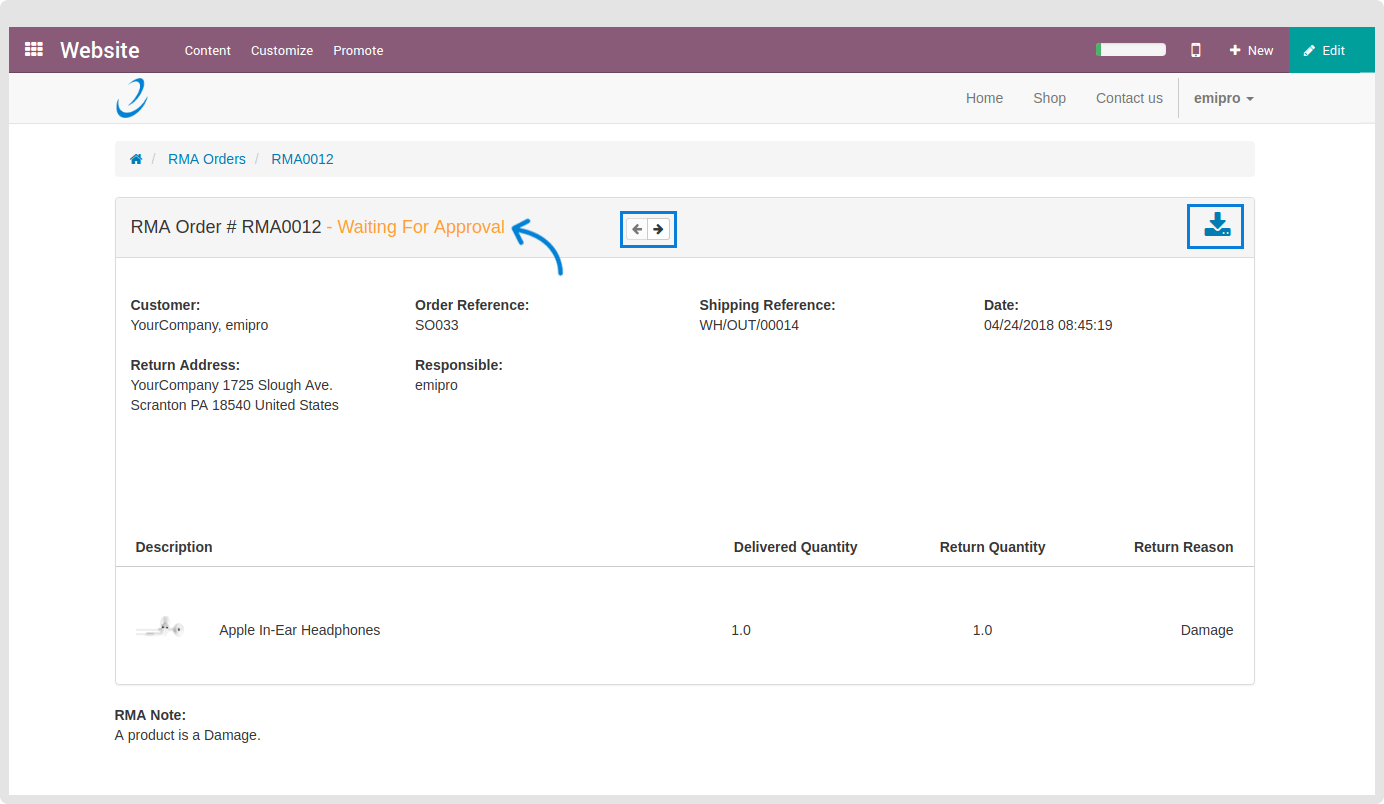 Website Content Customize Promote New Edit
Home Shop Contact us emipro
/ RMA Orders / RMA0012
RMA Order # RMA0012 - Waiting For Approval
Customer: Order Reference: Shipping Reference: Date:
YourCompany, emipro SO033 WH/OUT/00014 04/24/2018 08:45:19
Return Address: Responsible:
YourCompany 1725 Slough Ave. emipro
Scranton PA 18540 United States
Description Delivered Quantity Return Quantity Return Reason
Apple In-Ear Headphones 1.0 1.0 Damage
RMA Note:
A product is a Damage.